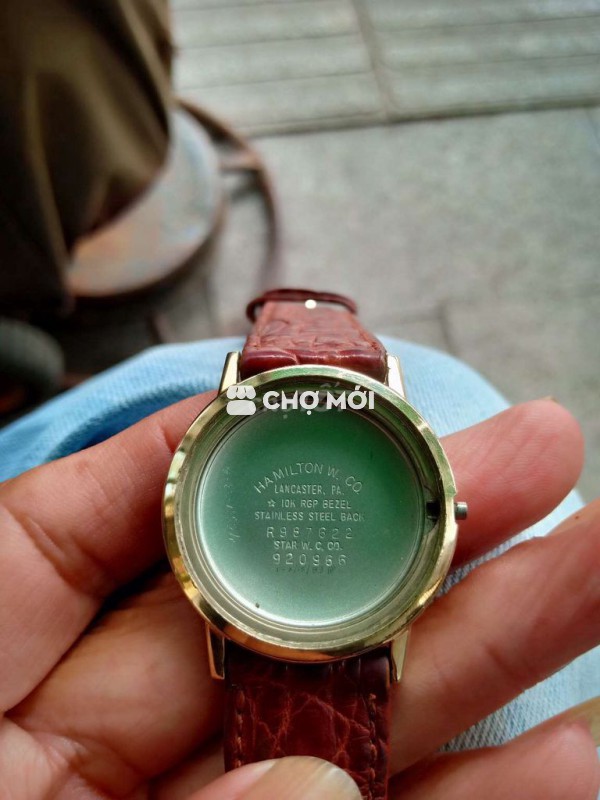 CHỢ MỚI
HAMILTON W. CO.
LANCASTER, PA.
☆ 10K RGP BEZEL
STAINLESS STEEL BACK
R997622
STAR W. C. CO.
920966